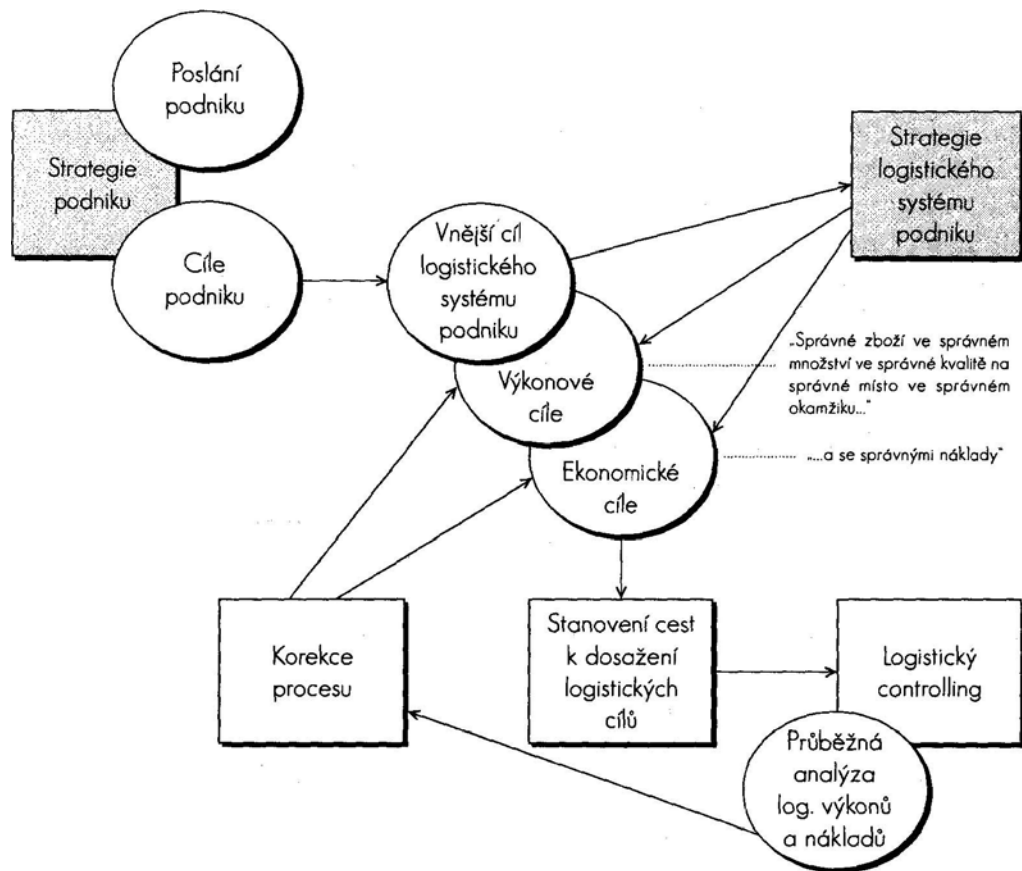 Poslání
podniku
Strategie
podniku
Cíle
podniku
Vnější cíl
logistického
systému
podniku
Strategie
logistického
systému
podniku
Výkonové
cíle
„Správné zboží ve správném
množství ve správné kvalitě na
správné místo ve správném
okamžiku..."
Ekonomické
cíle
„...a se správnými náklady"
Korekce
procesu
Stanovení cest
k dosažení
logistických
cílů
Logistický
controlling
Průběžná
analýza
log. výkonů
a nákladů